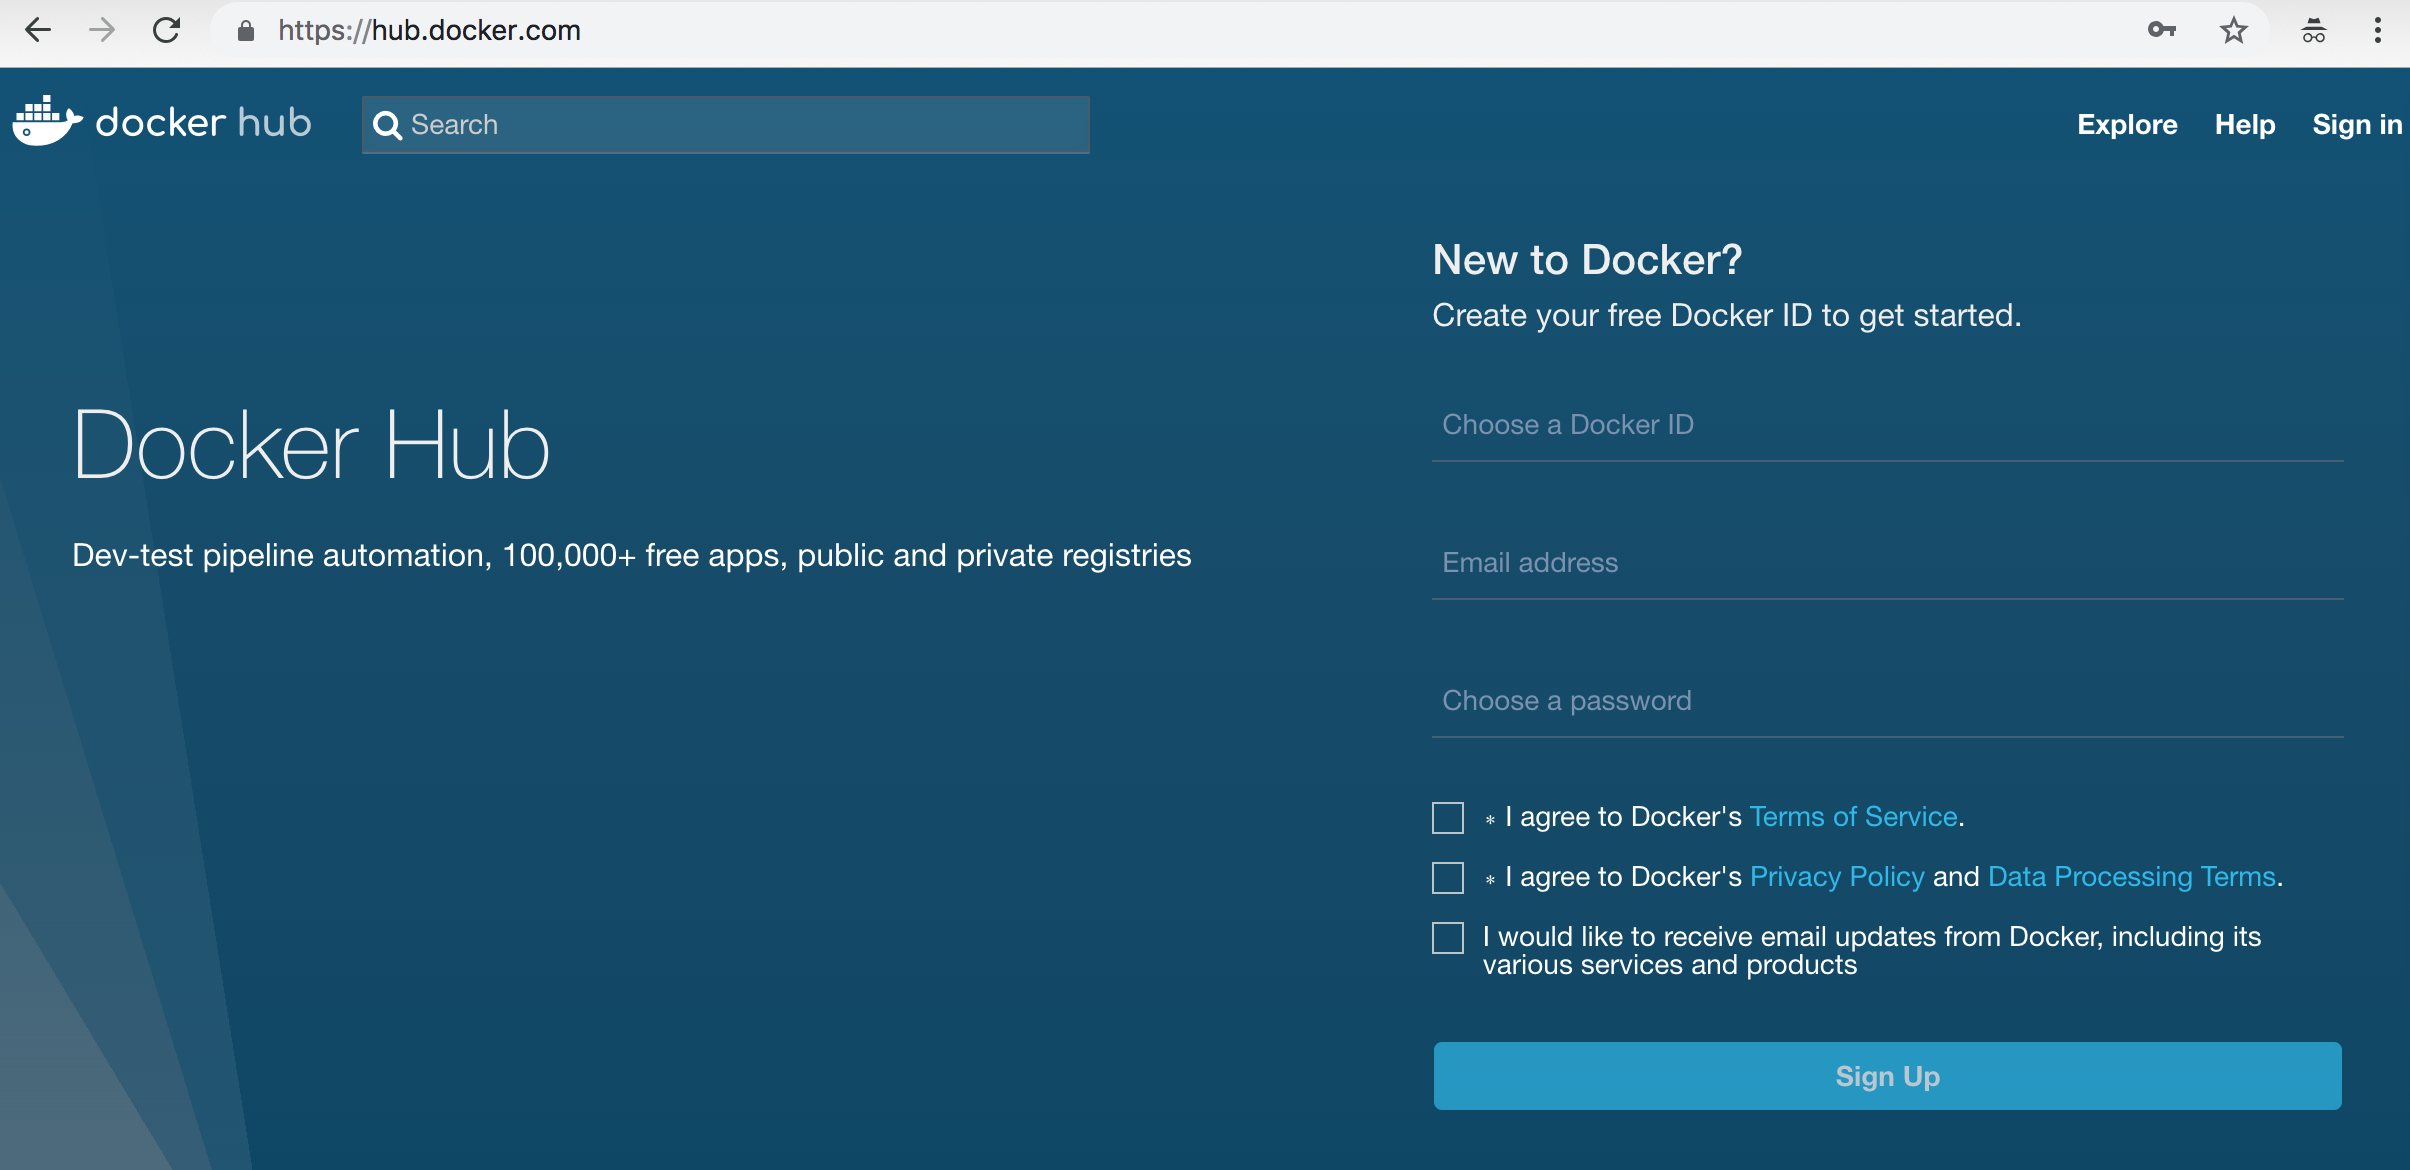 https://hub.docker.com
docker hub
Search
Explore Help Sign in
New to Docker?
Create your free Docker ID to get started.
Docker Hub
Dev-test pipeline automation, 100,000+ free apps, public and private registries
Choose a Docker ID
Email address
Choose a password
* I agree to Docker's Terms of Service.
* I agree to Docker's Privacy Policy and Data Processing Terms.
I would like to receive email updates from Docker, including its
various services and products
Sign Up